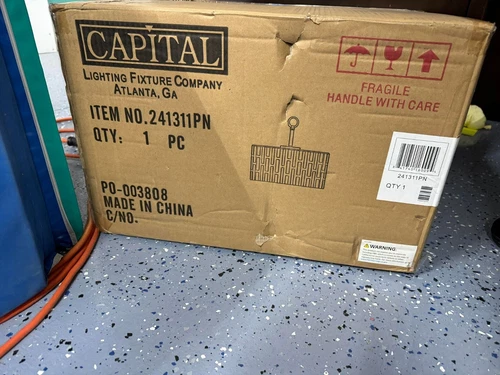 CAPITAL
LIGHTING FIXTURE COMPANY
ATLANTA, GA
ITEM NO. 241311PN
QTY: 1 PC
PO-003808
MADE IN CHINA
C/NO-
FRAGILE
HANDLE WITH CARE
241311PN
QTY 1
WARNING